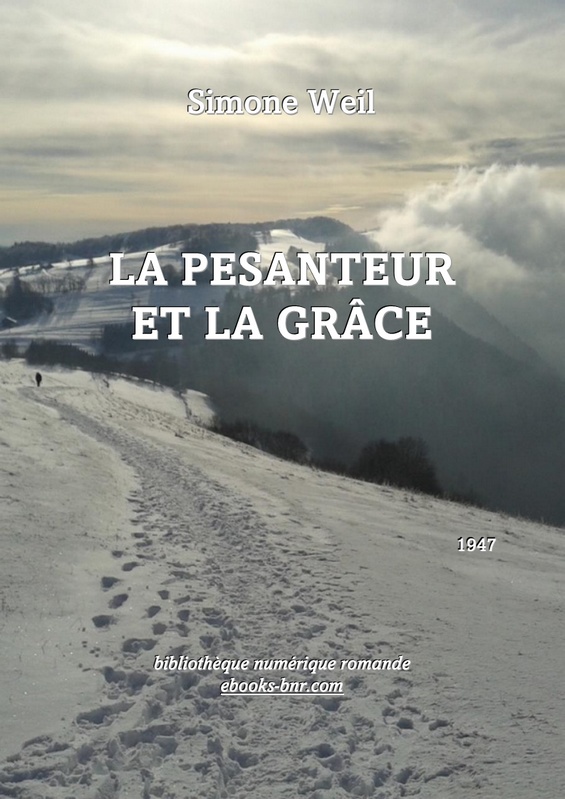 Simone Weil
LA PESANTEUR
ET LA GRÂCE
1947
bibliothèque numérique romande
ebooks-bnr.com